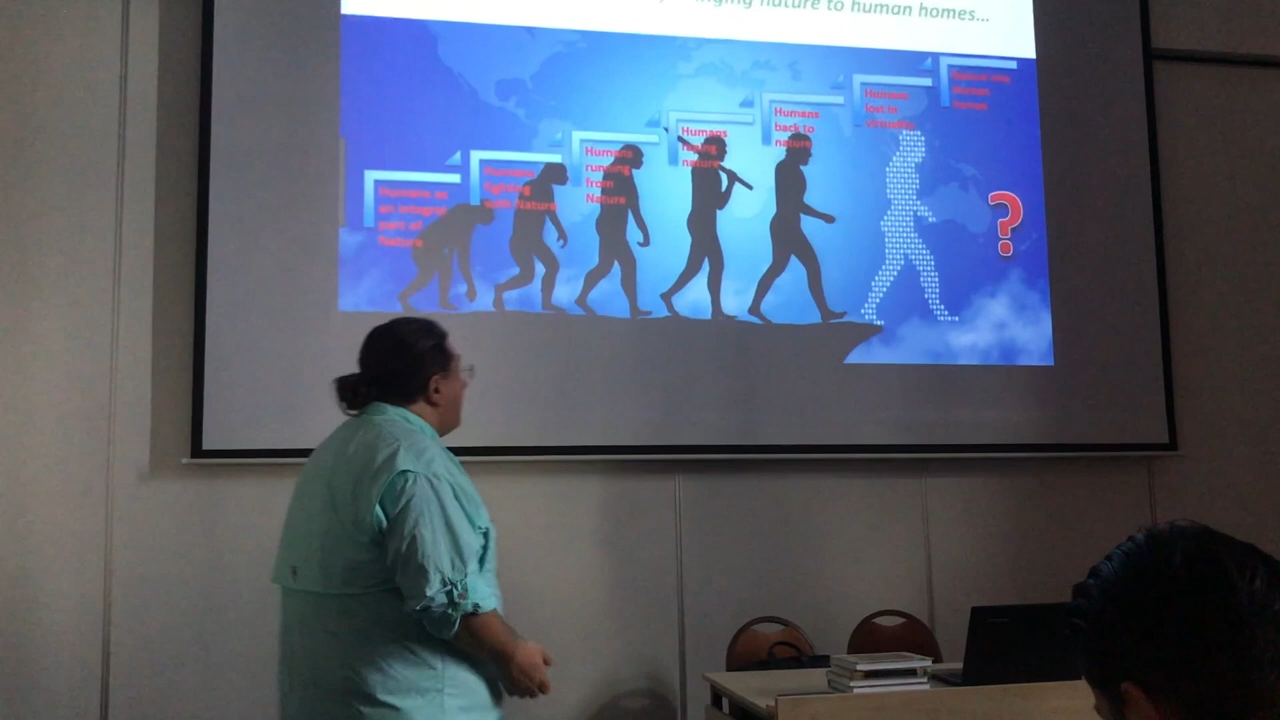 nging nature to human homes...
Humans as
an integral
part of
Nature
Humans
fighting
with Nature
Humans
running
from
Nature
Humans
nature
Humans
back to
nature
Humans
lost in
virtuality
?